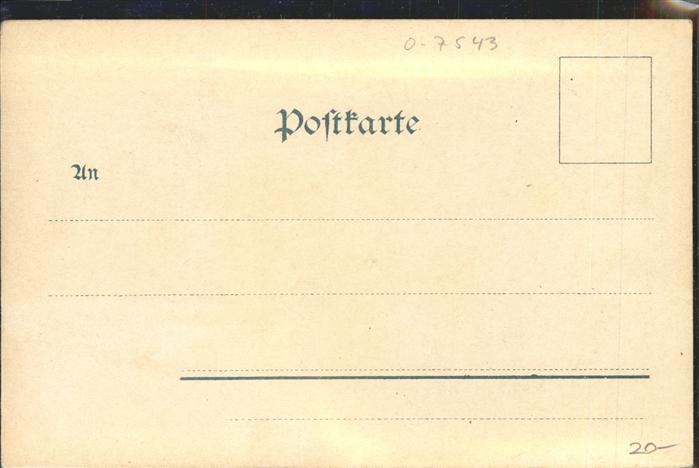 0-7543
Postkarte
An
20-